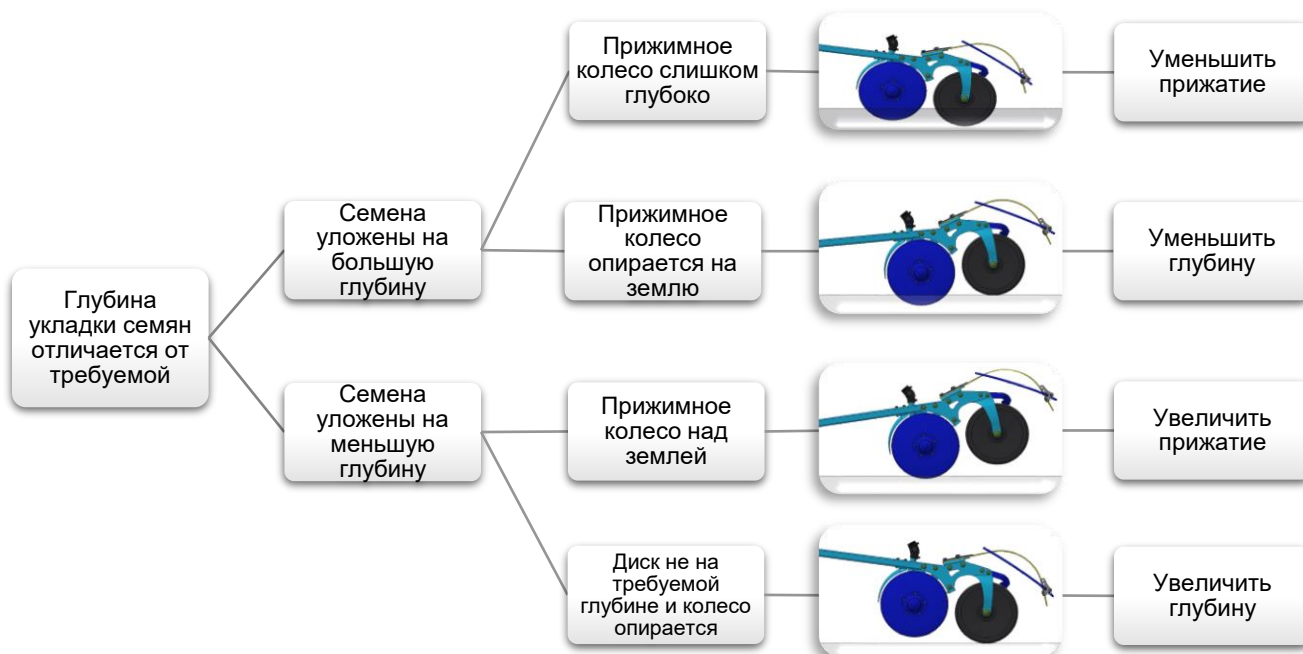 Прижимное
колесо слишком
глубоко
Уменьшить
прижатие
Семена
уложены на
большую
глубину
Прижимное
колесо
опирается на
землю
Уменьшить
глубину
Глубина
укладки семян
отличается от
требуемой
Семена
уложены на
меньшую
глубину
Прижимное
колесо над
землей
Увеличить
прижатие
Диск не на
требуемой
глубине и колесо
опирается
Увеличить
глубину